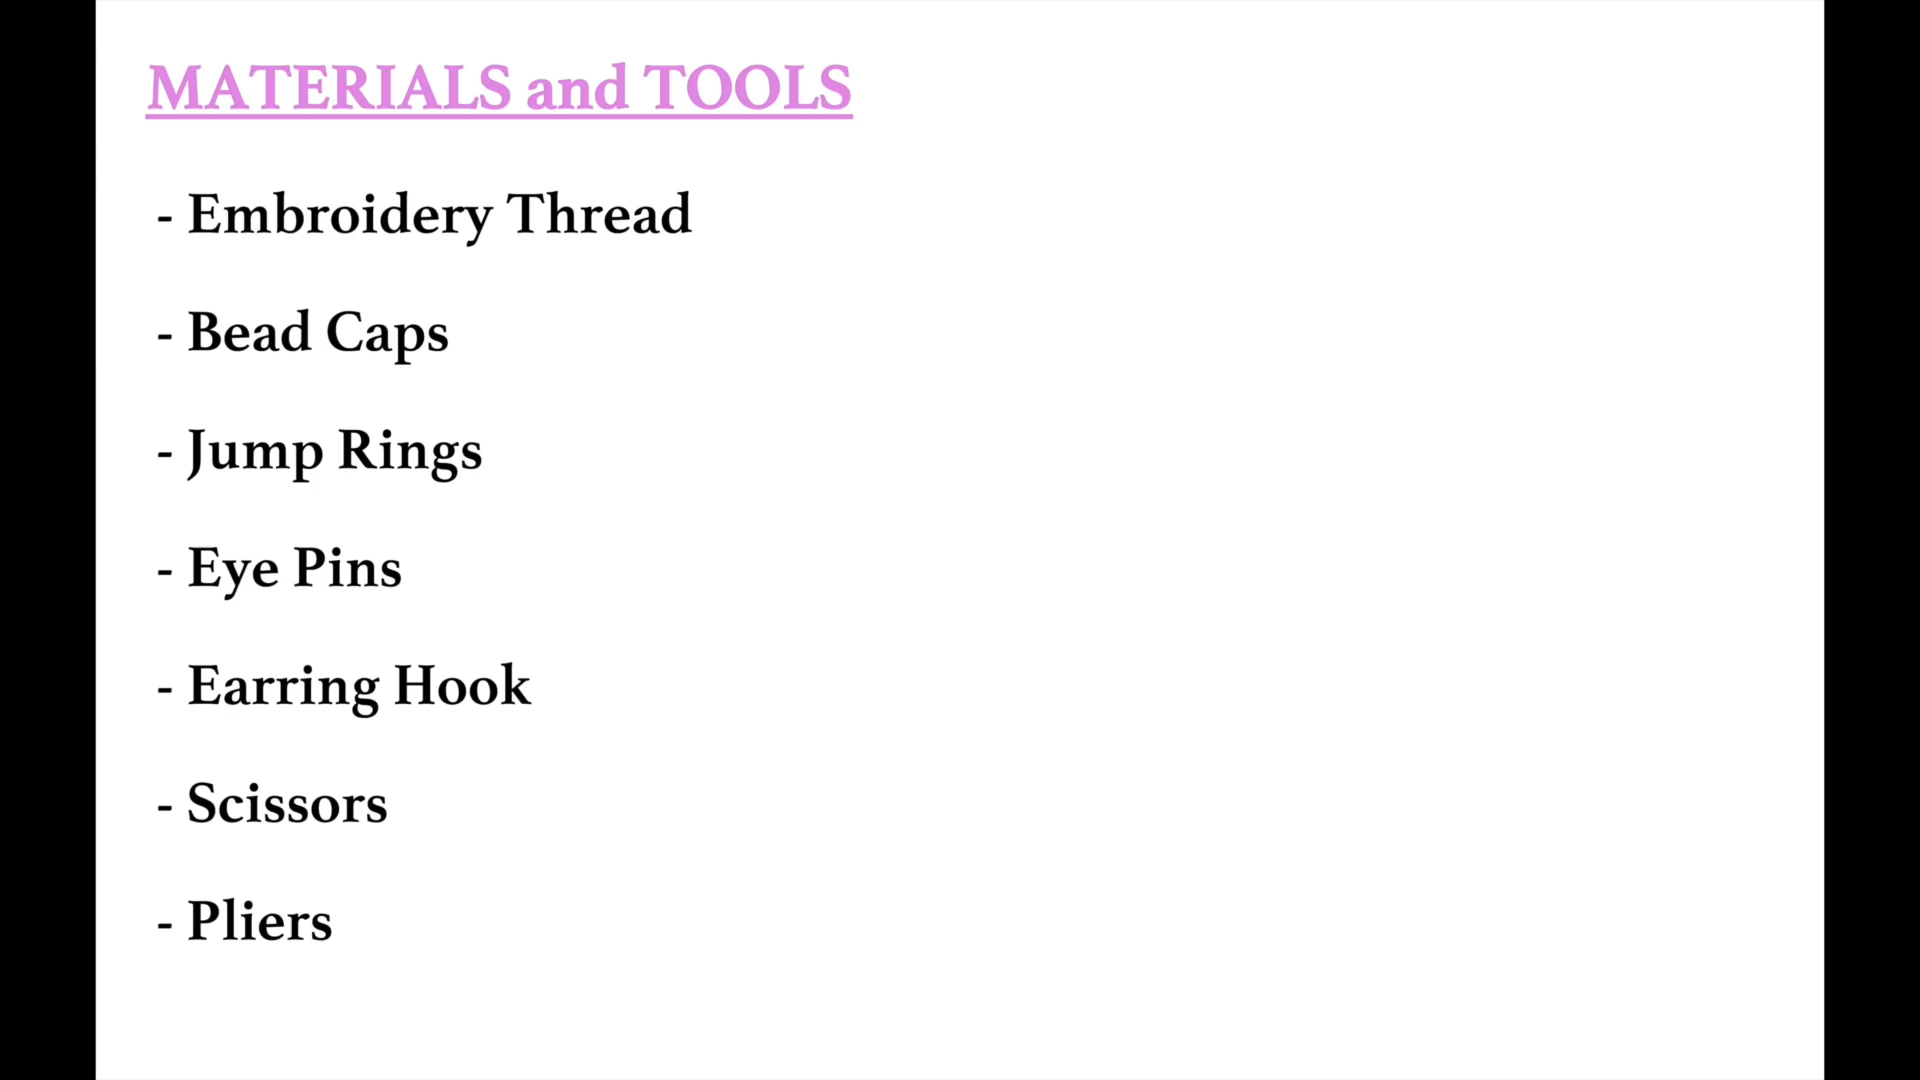 MATERIALS and TOOLS
- Embroidery Thread
- Bead Caps
- Jump Rings
- Eye Pins
- Earring Hook
- Scissors
- Pliers